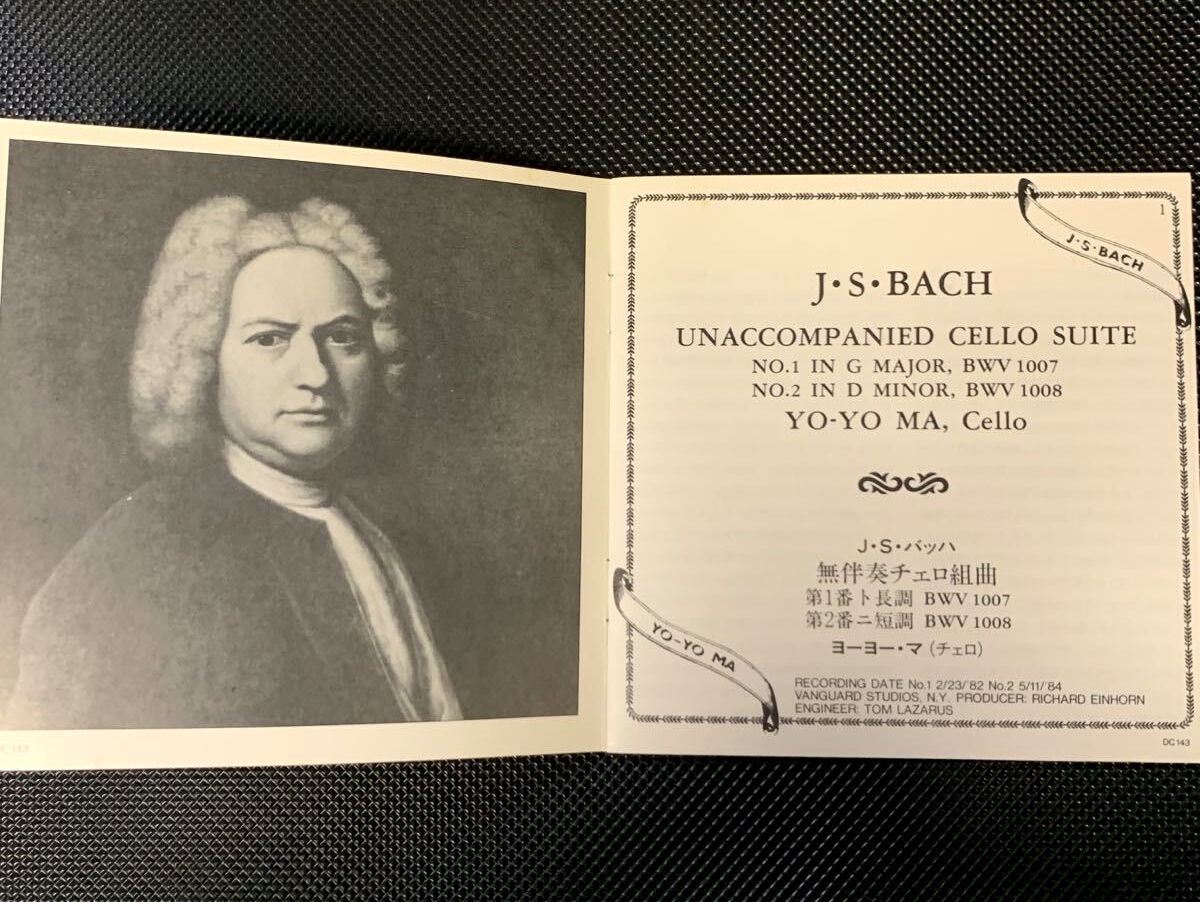 1
J·S·BACH
J·S·BACH
UNACCOMPANIED CELLO SUITE
NO.1 IN G MAJOR, BWV 1007
NO.2 IN D MINOR, BWV 1008
YO-YO MA, Cello
J·S·バッハ
無伴奏チェロ組曲
第1番ト長調 BWV 1007
第2番ニ短調 BWV 1008
ヨーヨー・マ(チェロ)
YO-YO MA
RECORDING DATE No.1 2/23/'82 No.2 5/11/'84
VANGUARD STUDIOS, N.Y. PRODUCER: RICHARD EINHORN
ENGINEER: TOM LAZARUS
DC143
DC143